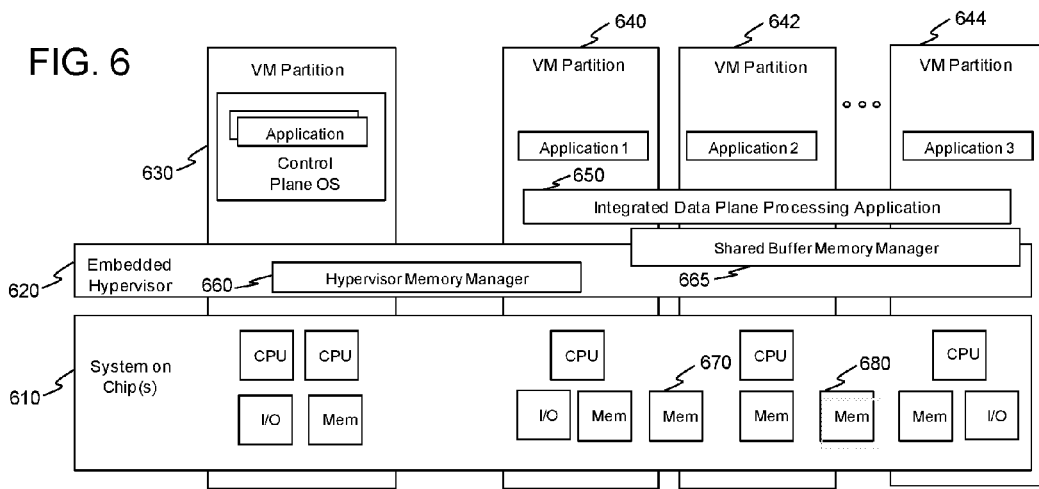 FIG. 6
640
642
644
VM Partition
VM Partition
VM Partition
VM Partition
Application
Control
Plane OS
630
Application 1
Application 2
Application 3
650
Integrated Data Plane Processing Application
Shared Buffer Memory Manager
620
Embedded
Hypervisor
660
Hypervisor Memory Manager
665
610
System on
Chip(s)
CPU
CPU
CPU
CPU
CPU
670
680
I/O
Mem
I/O
Mem
Mem
Mem
Mem
Mem
I/O